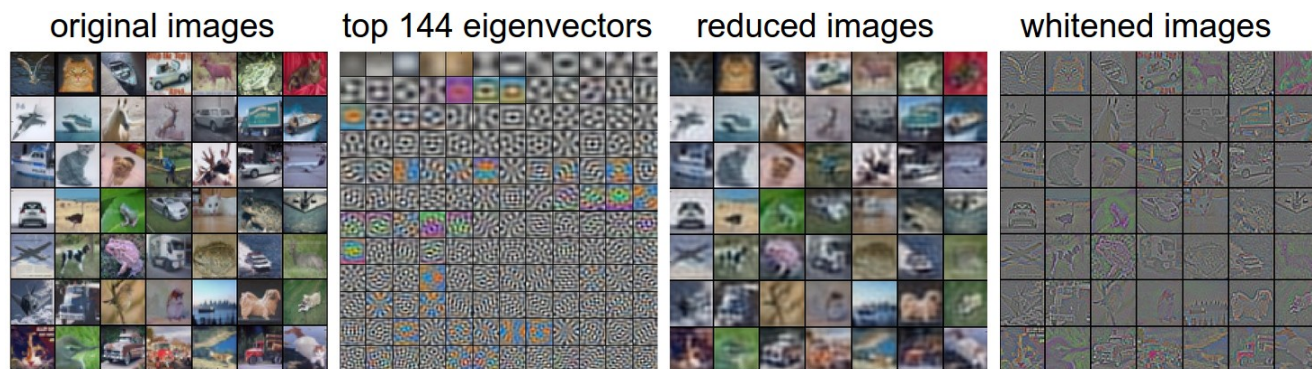 original images
top 144 eigenvectors
reduced images
whitened images